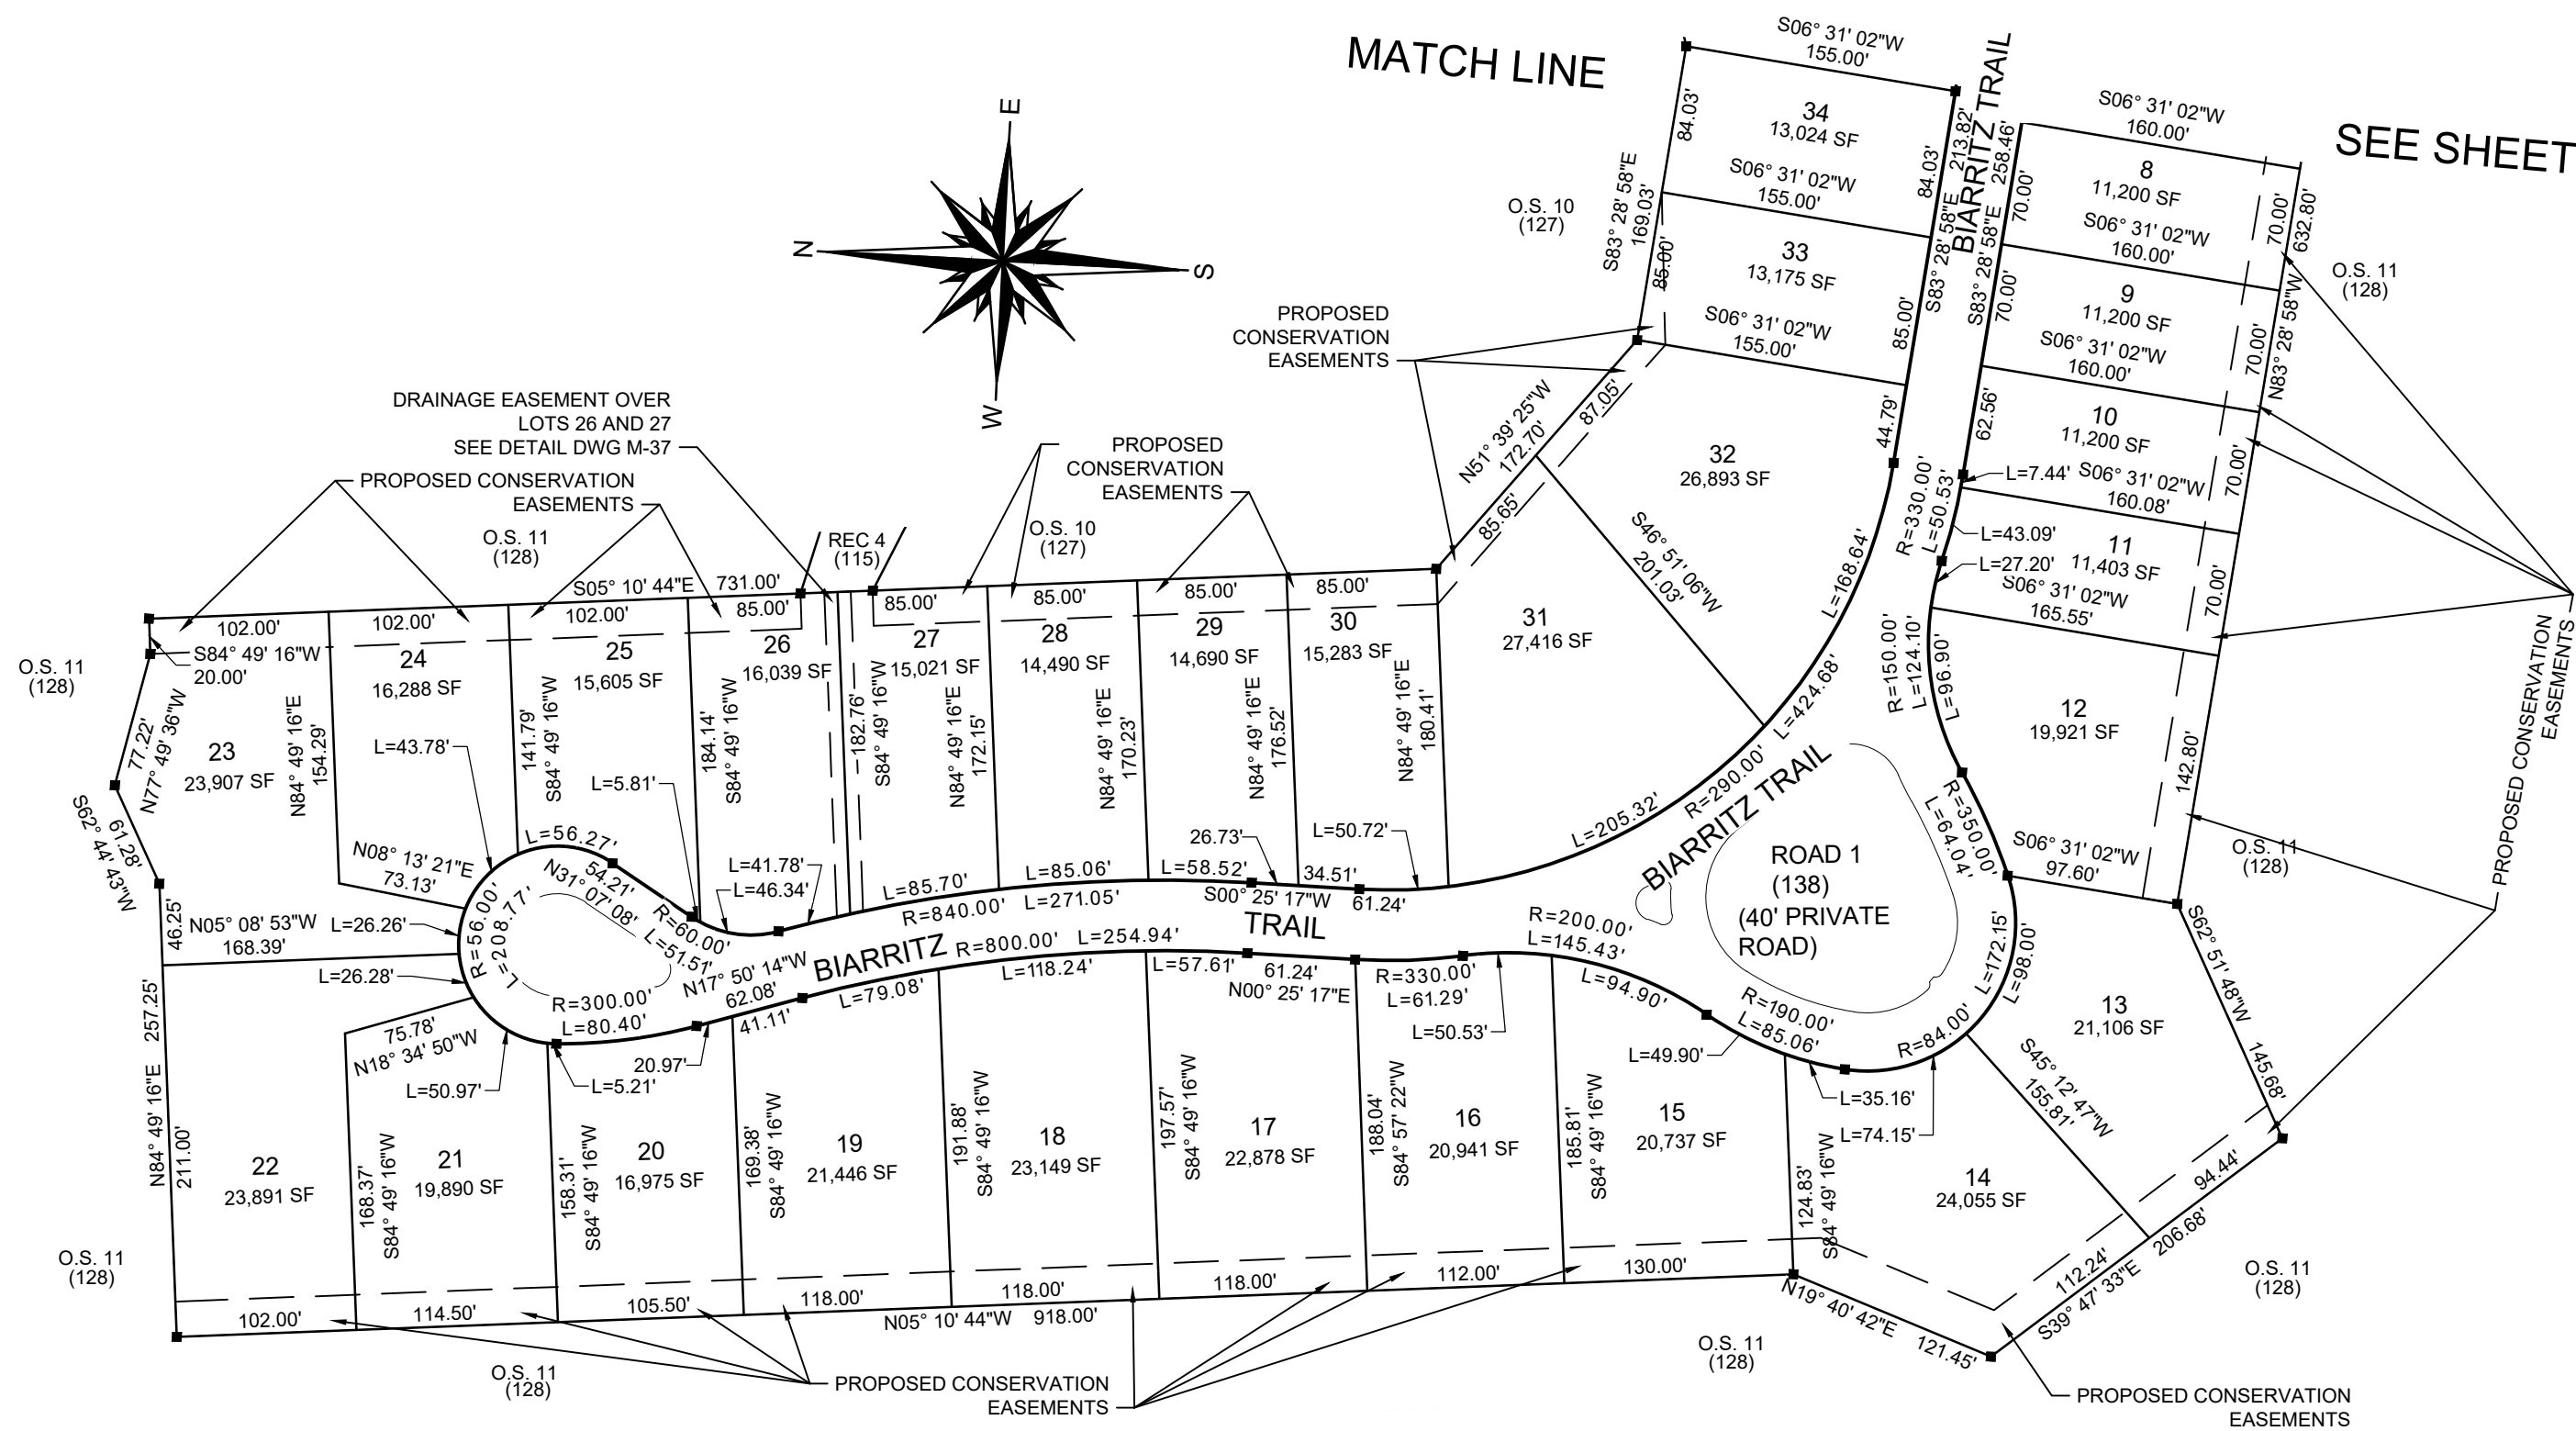 MATCH LINE
SEE SHEET
E
N
S
W
S06° 31' 02"W
155.00'
84.03'
34
13,024 SF
84.03'
S06° 31' 02"W
155.00'
S83° 28' 58"E
169.03'
85.00'
33
13,175 SF
85.00'
S06° 31' 02"W
155.00'
S83° 28' 58"E 213.82'
BIARRITZ TRAIL
S83° 28' 58"E 258.46'
S06° 31' 02"W
160.00'
8
11,200 SF
70.00'
70.00'
632.80'
N83° 28' 58"W
S06° 31' 02"W
160.00'
9
11,200 SF
70.00'
70.00'
S06° 31' 02"W
160.00'
10
11,200 SF
62.56'
70.00'
L=7.44'
S06° 31' 02"W
160.08'
R=330.00'
L=50.53'
L=43.09'
11
11,403 SF
70.00'
L=27.20'
S06° 31' 02"W
165.55'
R=150.00'
L=124.10'
L=96.90'
12
19,921 SF
142.80'
R=350.00'
L=64.04'
S06° 31' 02"W
97.60'
O.S. 11
(128)
O.S. 11
(128)
PROPOSED CONSERVATION
EASEMENTS
O.S. 10
(127)
PROPOSED
CONSERVATION
EASEMENTS
N51° 39' 25"W
172.70'
87.05'
85.65'
32
26,893 SF
44.79'
L=168.64'
S46° 51' 06"W
201.03'
31
27,416 SF
L=424.68'
R=290.00'
L=205.32'
BIARRITZ TRAIL
ROAD 1
(138)
(40' PRIVATE
ROAD)
DRAINAGE EASEMENT OVER
LOTS 26 AND 27
SEE DETAIL DWG M-37
PROPOSED CONSERVATION
EASEMENTS
PROPOSED
CONSERVATION
EASEMENTS
O.S. 11
(128)
REC 4
(115)
O.S. 10
(127)
S05° 10' 44"E 731.00'
102.00'
102.00'
102.00'
85.00'
85.00'
85.00'
85.00'
85.00'
O.S. 11
(128)
S84° 49' 16"W
20.00'
77.22'
N77° 49' 36"W
23
23,907 SF
61.28'
S62° 44' 43"W
N84° 49' 16"E
154.29'
24
16,288 SF
L=43.78'
141.79'
S84° 49' 16"W
25
15,605 SF
L=5.81'
184.14'
S84° 49' 16"W
26
16,039 SF
182.76'
S84° 49' 16"W
27
15,021 SF
N84° 49' 16"E
172.15'
28
14,490 SF
N84° 49' 16"E
170.23'
29
14,690 SF
N84° 49' 16"E
176.52'
30
15,283 SF
N84° 49' 16"E
180.41'
N08° 13' 21"E
73.13'
L=56.27'
54.21'
N31° 07' 08"
L=41.78'
L=46.34'
L=85.70'
L=85.06'
L=58.52'
26.73'
34.51'
L=50.72'
R=840.00' L=271.05'
S00° 25' 17"W 61.24'
46.25'
N05° 08' 53"W
168.39'
L=26.26'
L=26.28'
R=56.00'
L=208.77'
R=60.00'
L=51.51'
N17° 50' 14"W
62.08'
R=300.00'
L=80.40'
BIARRITZ TRAIL
R=800.00' L=254.94'
41.11'
L=79.08'
L=118.24'
L=57.61'
61.24'
N00° 25' 17"E
R=330.00'
L=61.29'
L=50.53'
R=200.00'
L=145.43'
L=94.90'
R=190.00'
L=85.06'
L=49.90'
R=84.00'
L=172.15'
L=98.00'
L=35.16'
L=74.15'
75.78'
N18° 34' 50"W
L=50.97'
20.97'
L=5.21'
N84° 49' 16"E 257.25'
211.00'
22
23,891 SF
168.37'
S84° 49' 16"W
21
19,890 SF
158.31'
S84° 49' 16"W
20
16,975 SF
169.38'
S84° 49' 16"W
19
21,446 SF
191.88'
S84° 49' 16"W
18
23,149 SF
197.57'
S84° 49' 16"W
17
22,878 SF
188.04'
S84° 57' 22"W
16
20,941 SF
185.81'
S84° 49' 16"W
15
20,737 SF
124.83'
S84° 49' 16"W
14
24,055 SF
S45° 12' 47"W
155.81'
13
21,106 SF
S62° 51' 48"W
145.68'
94.44'
206.68'
112.24'
S39° 47' 33"E
N19° 40' 42"E
121.45'
102.00'
114.50'
105.50'
118.00'
118.00'
118.00'
112.00'
130.00'
N05° 10' 44"W 918.00'
O.S. 11
(128)
O.S. 11
(128)
O.S. 11
(128)
O.S. 11
(128)
PROPOSED CONSERVATION
EASEMENTS
PROPOSED CONSERVATION
EASEMENTS
70.00'